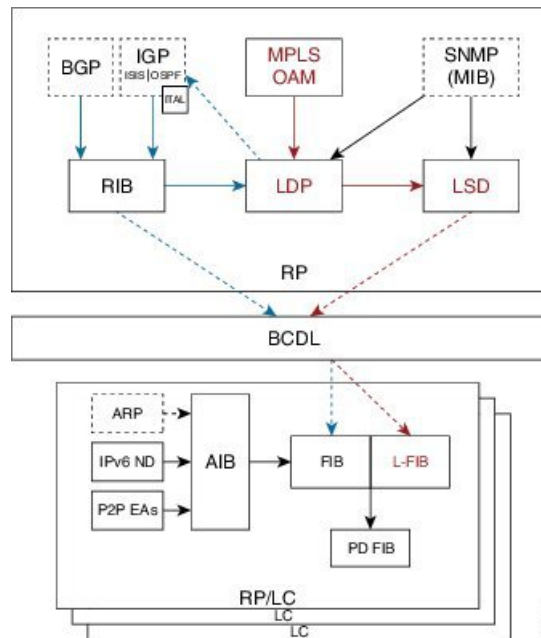 BGP
IGP
ISIS|OSPF
ITAL
MPLS
OAM
SNMP
(MIB)
RIB
LDP
LSD
RP
BCDL
ARP
IPv6 ND
P2P EAs
AIB
FIB
L-FIB
PD FIB
RP/LC
LC
LC